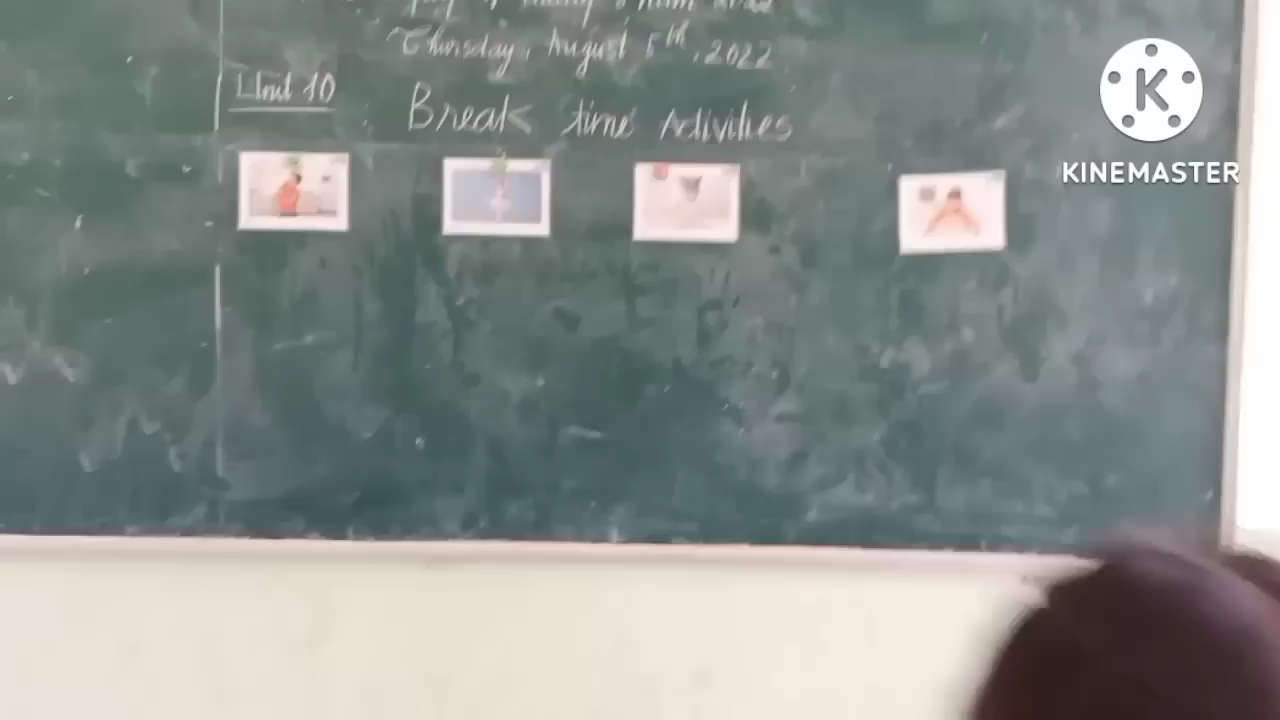 Thursday, August 5th, 2022
Unit 10
Break time Activities
K
KINEMASTER